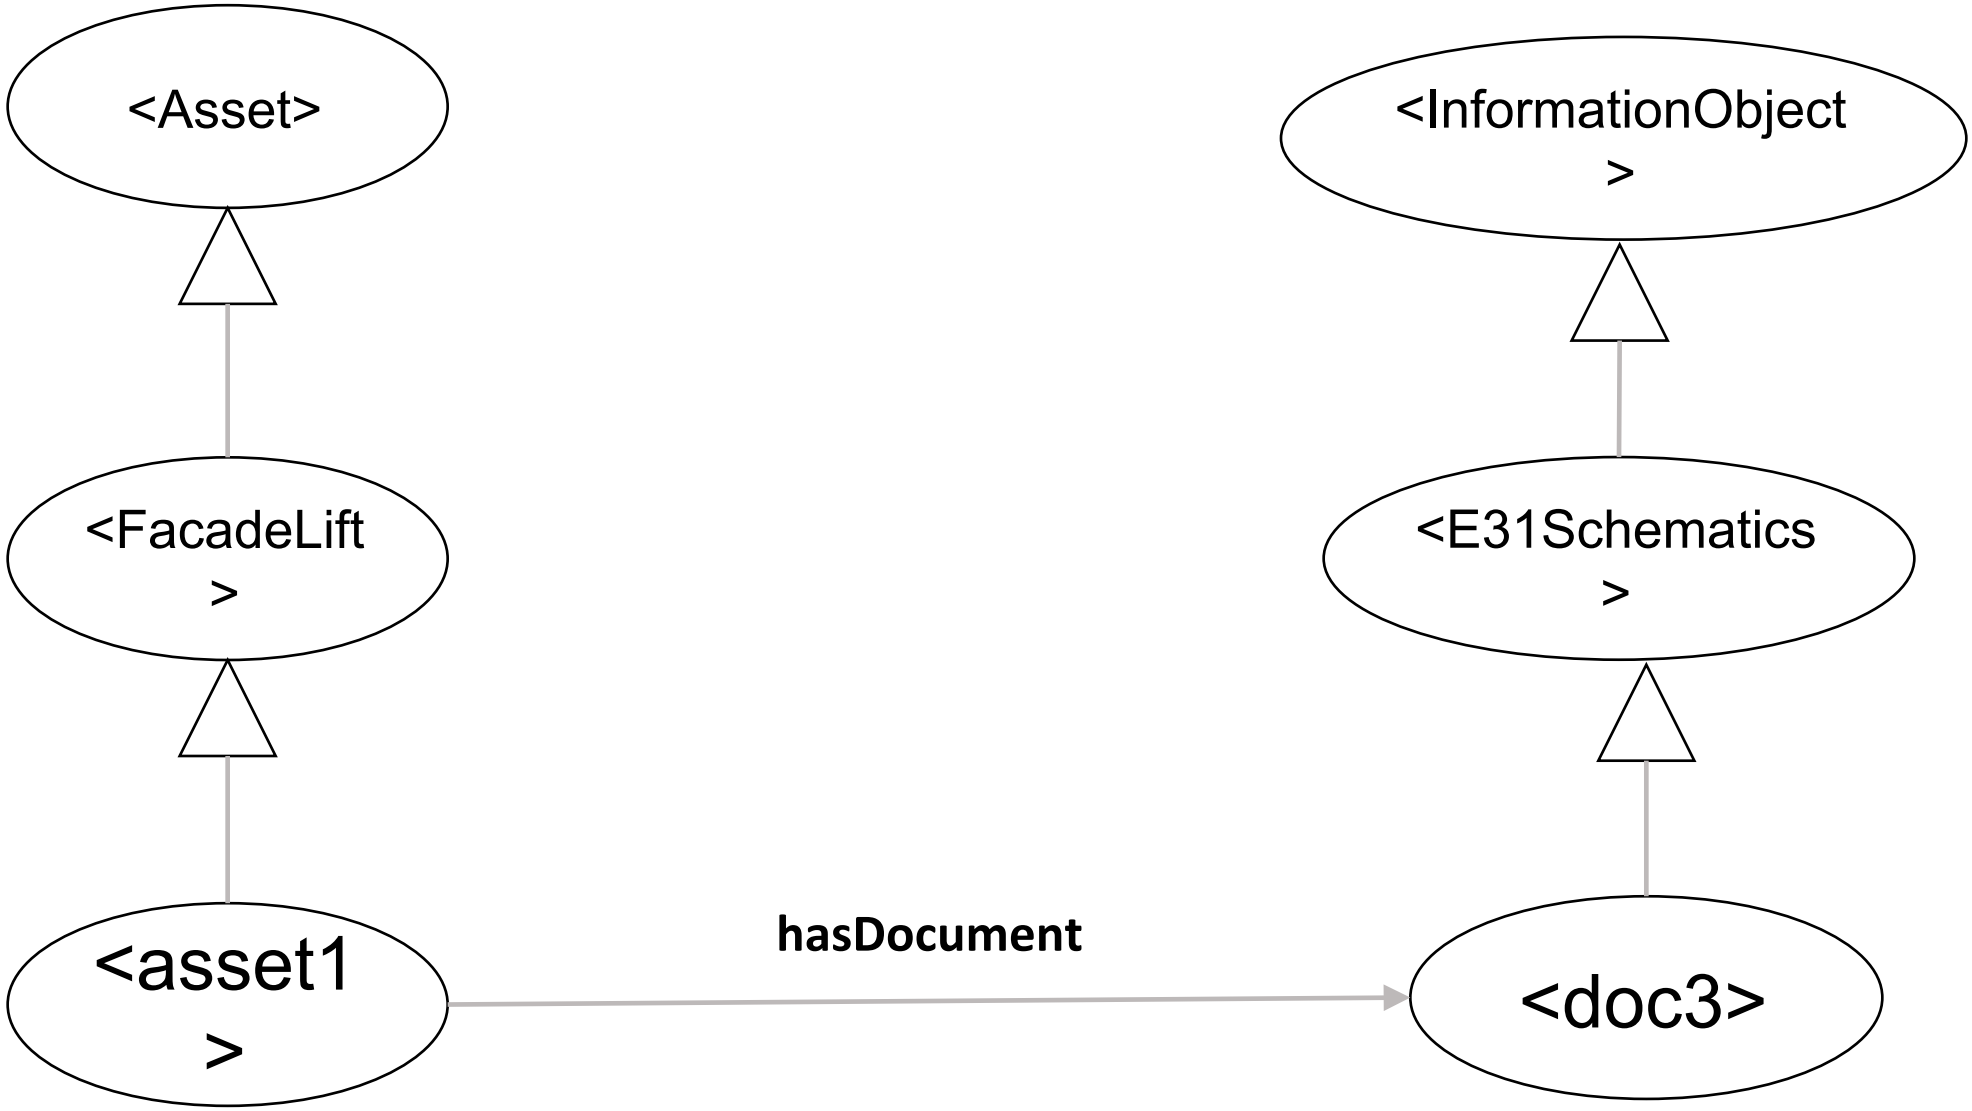 <Asset>
<InformationObject
>
<FacadeLift
>
<E31Schematics
>
<asset1
>
hasDocument
<doc3>